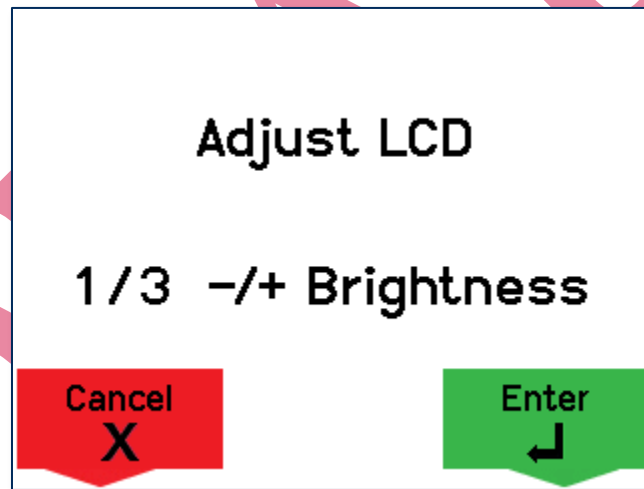 Adjust LCD
1/3 -/+ Brightness
Cancel Enter
X ↵